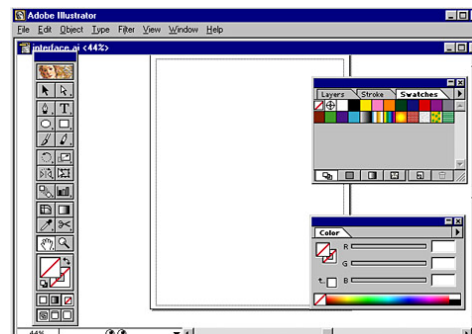 Adobe Illustrator
File Edit Object Type Filter View Window Help
interface.ai <44%>
Layers Stroke Swatches
Color
R
G
B
44%